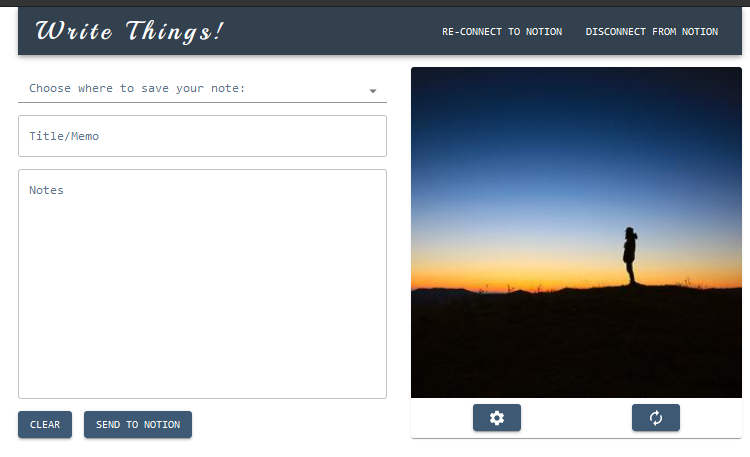 Write Things!
RE-CONNECT TO NOTION DISCONNECT FROM NOTION
Choose where to save your note:
Title/Memo
Notes
CLEAR SEND TO NOTION